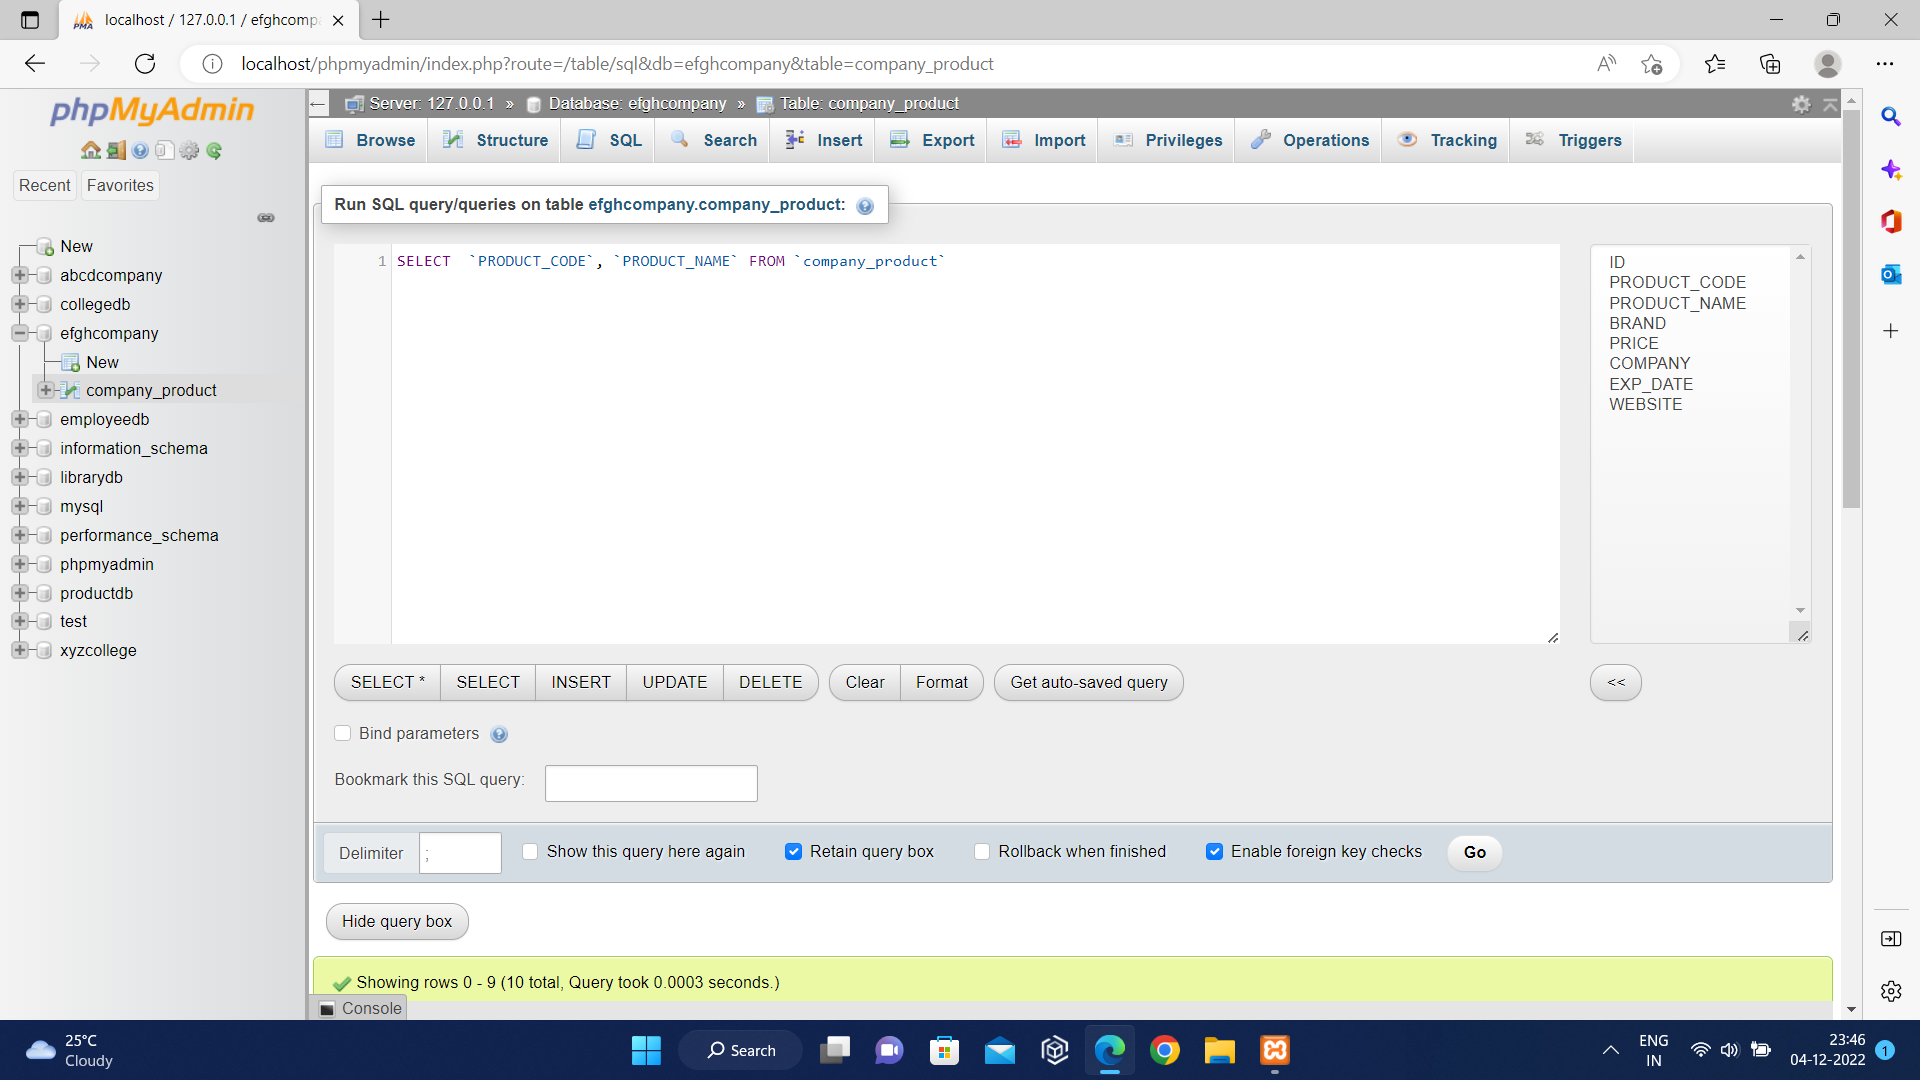 localhost / 127.0.0.1 / efghcomp
localhost/phpmyadmin/index.php?route=/table/sql&db=efghcompany&table=company_product
phpMyAdmin
Recent
Favorites
New
abcdcompany
collegedb
efghcompany
New
company_product
employeedb
information_schema
librarydb
mysql
performance_schema
phpmyadmin
productdb
test
xyzcollege
Server: 127.0.0.1 » Database: efghcompany » Table: company_product
Browse Structure SQL Search Insert Export Import Privileges Operations Tracking Triggers
Run SQL query/queries on table efghcompany.company_product:
1 SELECT `PRODUCT_CODE`, `PRODUCT_NAME` FROM `company_product`
ID
PRODUCT_CODE
PRODUCT_NAME
BRAND
PRICE
COMPANY
EXP_DATE
WEBSITE
SELECT * SELECT INSERT UPDATE DELETE Clear Format Get auto-saved query <<
Bind parameters
Bookmark this SQL query:
Delimiter ; Show this query here again Retain query box Rollback when finished Enable foreign key checks Go
Hide query box
Showing rows 0 - 9 (10 total, Query took 0.0003 seconds.)
Console
25°C
Cloudy
Search
ENG
IN
23:46
04-12-2022
1